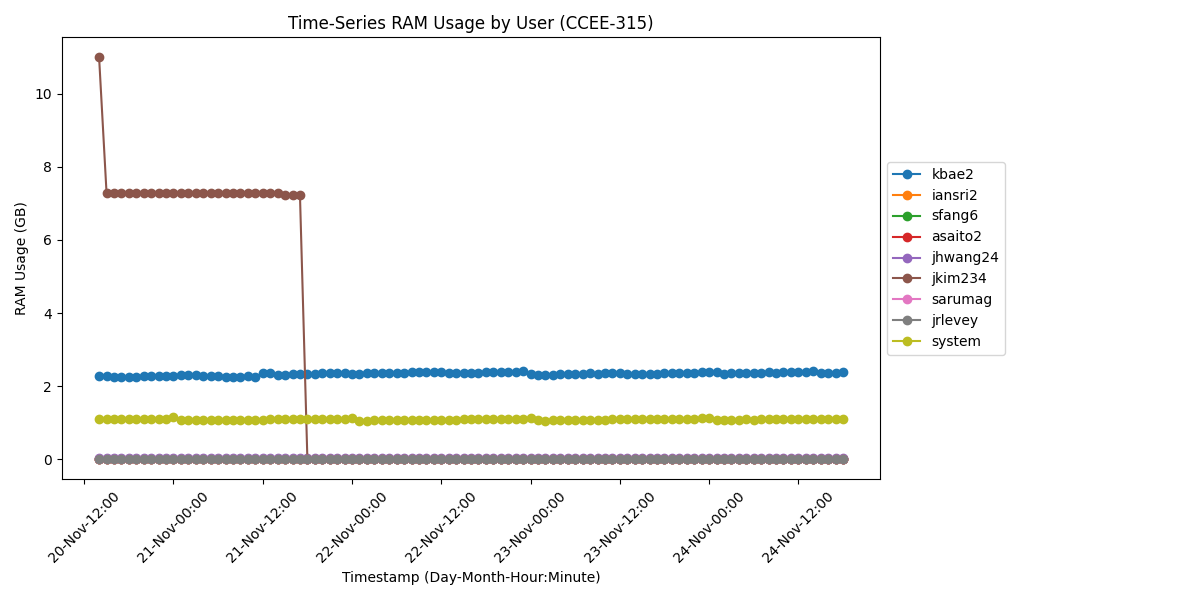 Time-Series RAM Usage by User (CCEE-315)
RAM Usage (GB)
10
8
6
4
2
0
20-Nov-12:00
21-Nov-00:00
21-Nov-12:00
22-Nov-00:00
22-Nov-12:00
23-Nov-00:00
23-Nov-12:00
24-Nov-00:00
24-Nov-12:00
Timestamp (Day-Month-Hour:Minute)
kbae2
iansri2
sfang6
asaito2
jhwang24
jkim234
sarumag
jrlevey
system